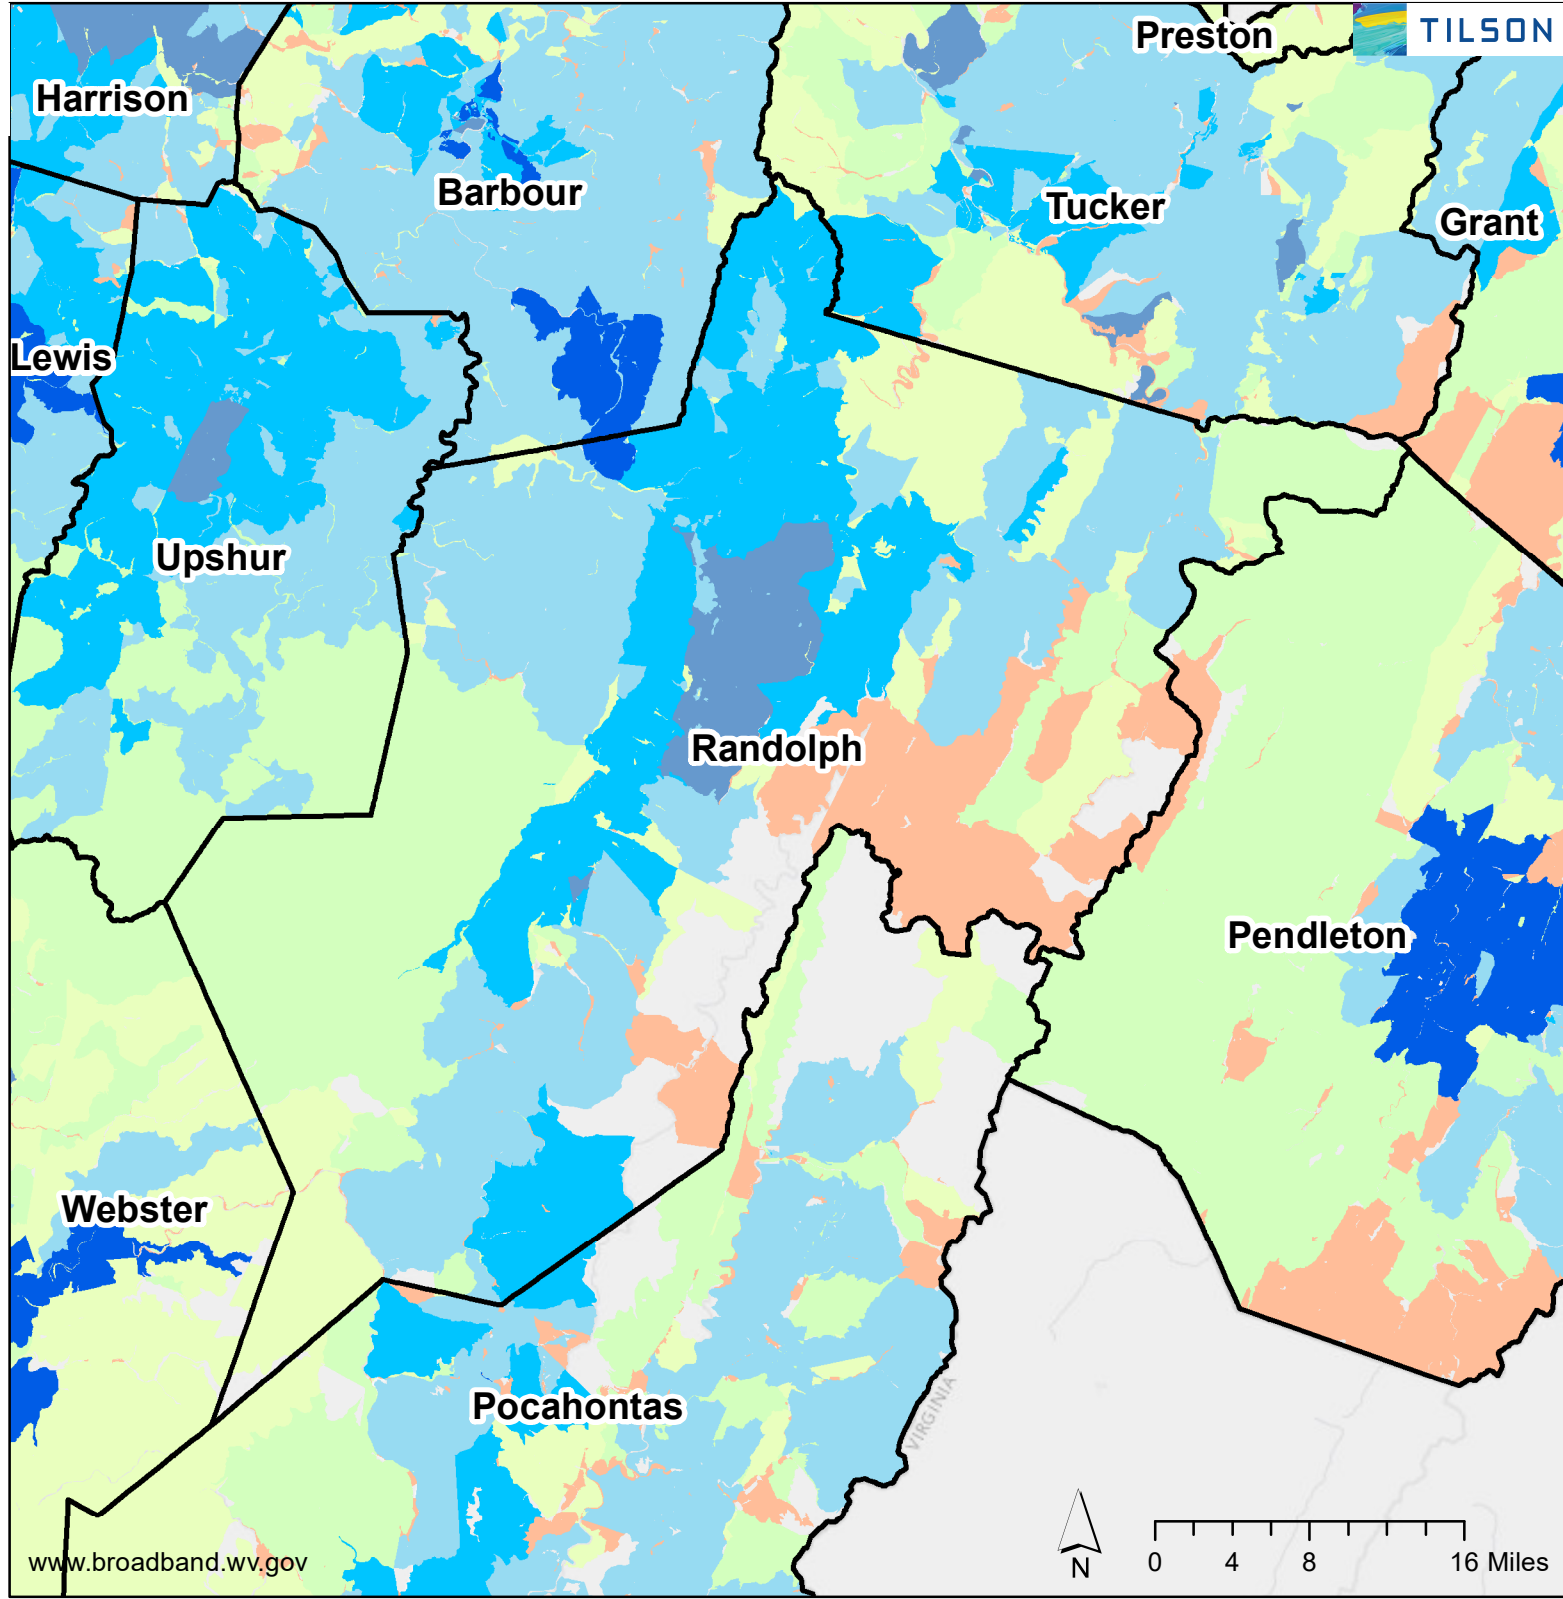 Preston
TILSON
Harrison
Barbour
Tucker
Grant
Lewis
Upshur
Randolph
Pendleton
Webster
Pocahontas
VIRGINIA
www.broadband.wv.gov
N
0 4 8 16 Miles